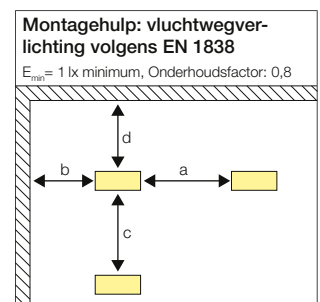 Montagehulp: vluchtwegver-
lichting volgens EN 1838
Emin= 1 lx minimum, Onderhoudsfactor: 0,8
d
b a
c